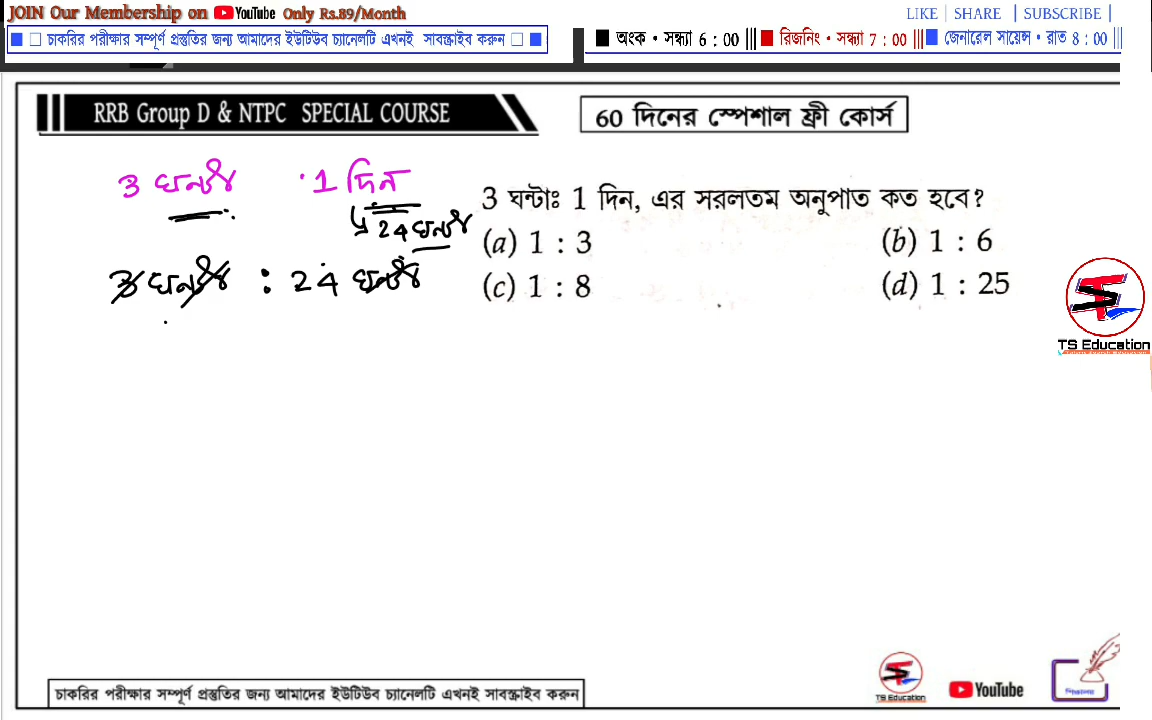 JOIN Our Membership on YouTube Only Rs.89/Month
LIKE | SHARE | SUBSCRIBE |
■ □ চাকরির পরীক্ষার সম্পূর্ণ প্রস্তুতির জন্য আমাদের ইউটিউব চ্যানেলটি এখনই সাবস্ক্রাইব করুন □ ■
■ অংক • সন্ধ্যা 6 : 00 ||| ■ রিজনিং • সন্ধ্যা 7 : 00 ||| ■ জেনারেল সায়েন্স • রাত 8 : 00 |||
RRB Group D & NTPC SPECIAL COURSE
60 দিনের স্পেশাল ফ্রী কোর্স
3 ঘন্টা 1 দিন
24 ঘন্টা
3 ঘন্টা : 24 ঘন্টা
3 ঘন্টাঃ 1 দিন, এর সরলতম অনুপাত কত হবে?
(a) 1 : 3
(b) 1 : 6
(c) 1 : 8
(d) 1 : 25
TS Education
চাকরির পরীক্ষার সম্পূর্ণ প্রস্তুতির জন্য আমাদের ইউটিউব চ্যানেলটি এখনই সাবস্ক্রাইব করুন
TS Education
YouTube